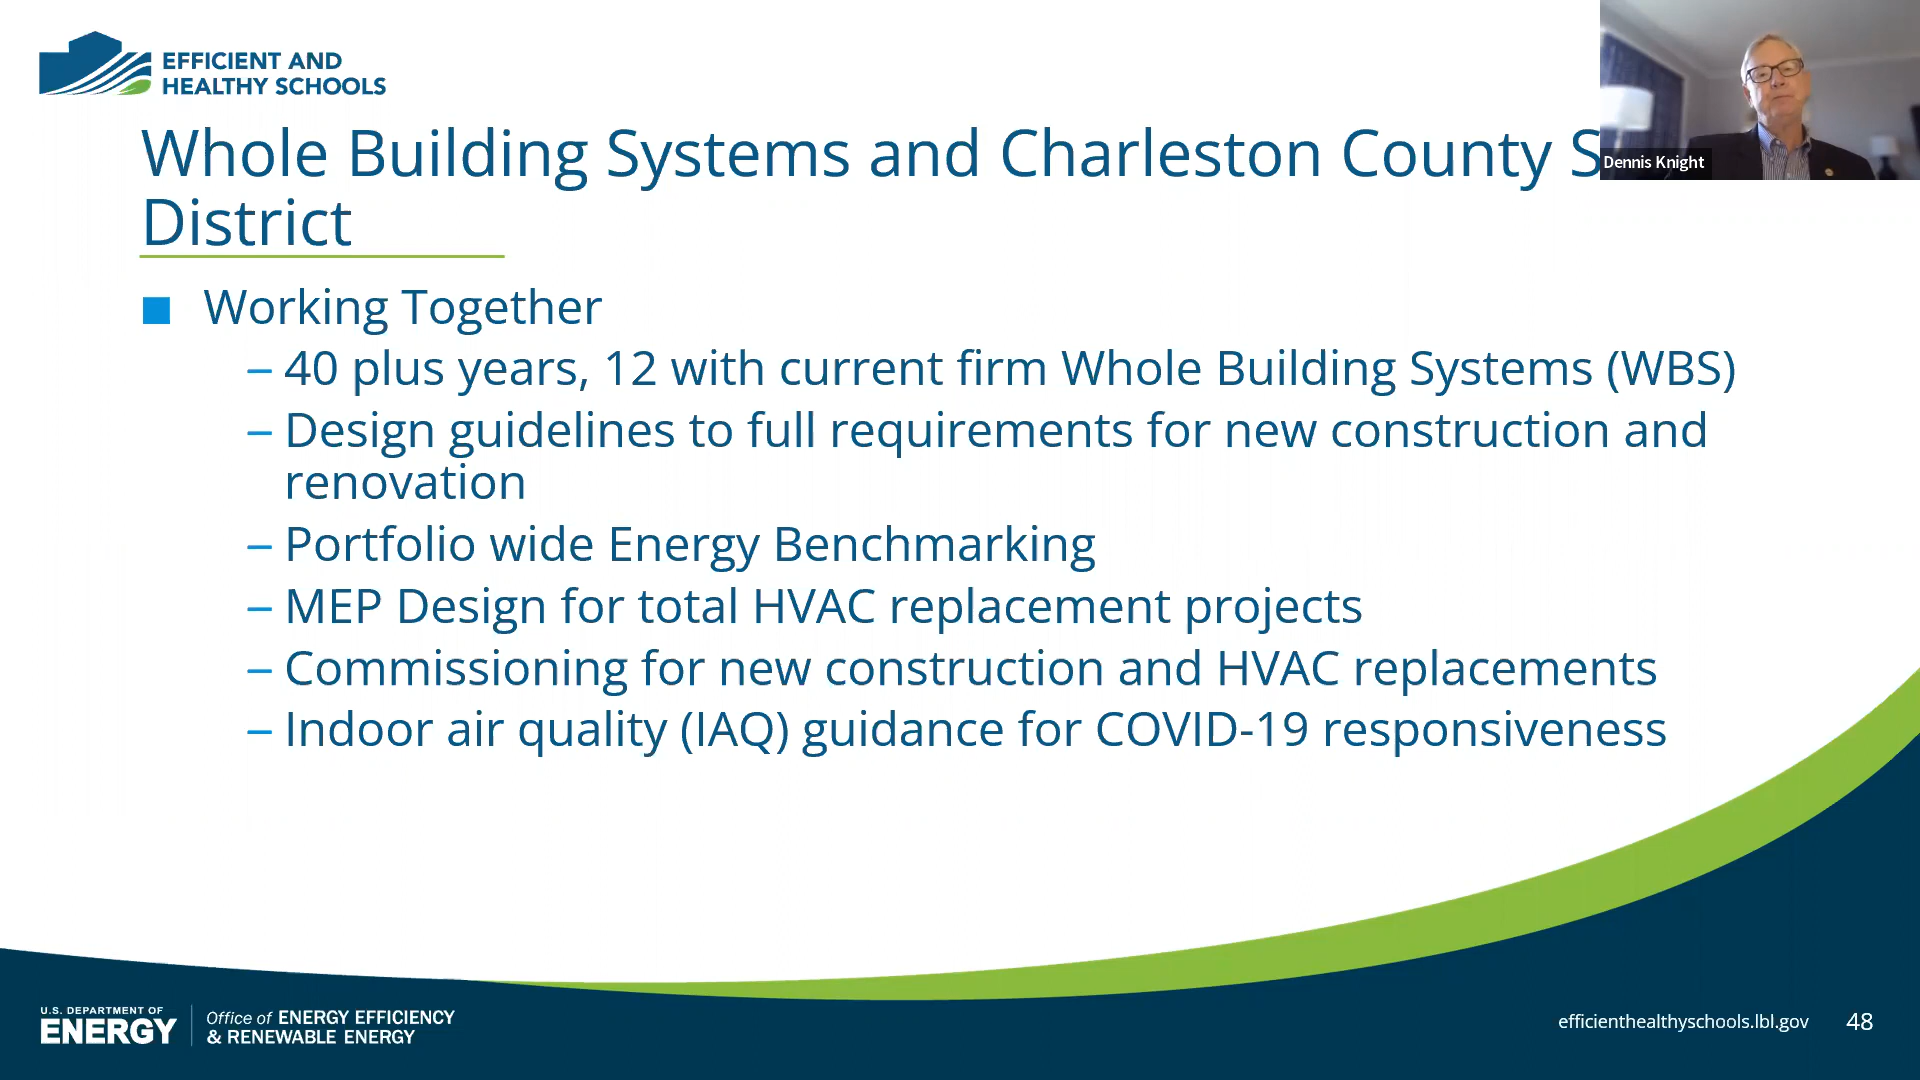 EFFICIENT AND
HEALTHY SCHOOLS
Whole Building Systems and Charleston County S
District
Dennis Knight
■ Working Together
– 40 plus years, 12 with current firm Whole Building Systems (WBS)
– Design guidelines to full requirements for new construction and
renovation
– Portfolio wide Energy Benchmarking
– MEP Design for total HVAC replacement projects
– Commissioning for new construction and HVAC replacements
– Indoor air quality (IAQ) guidance for COVID-19 responsiveness
U.S. DEPARTMENT OF
ENERGY
Office of ENERGY EFFICIENCY
& RENEWABLE ENERGY
efficienthealthyschools.lbl.gov
48